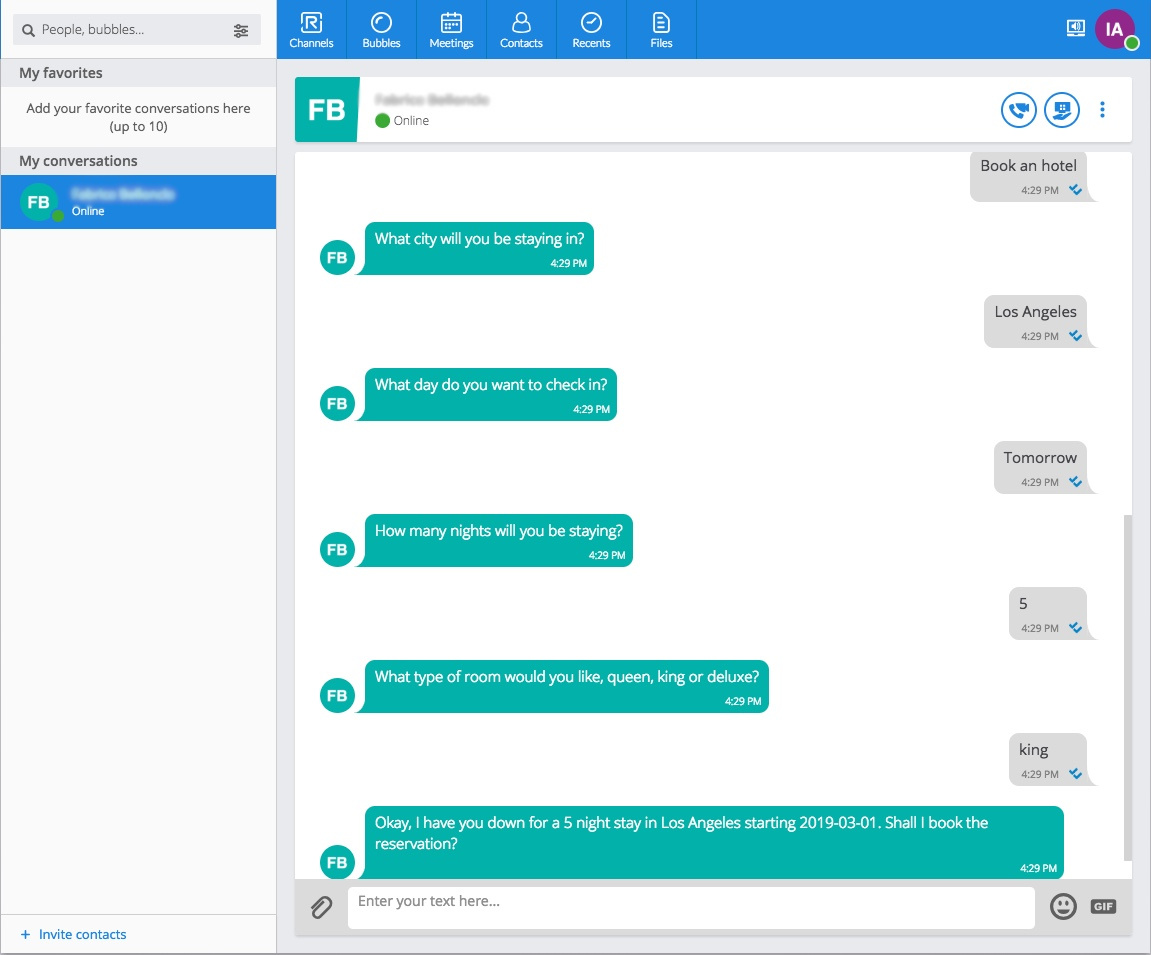 People, bubbles...
Channels
Bubbles
Meetings
Contacts
Recents
Files
IA
My favorites
Add your favorite conversations here
(up to 10)
My conversations
FB
Online
Invite contacts
FB
Online
Book an hotel
4:29 PM
What city will you be staying in?
4:29 PM
FB
Los Angeles
4:29 PM
What day do you want to check in?
4:29 PM
FB
Tomorrow
4:29 PM
How many nights will you be staying?
4:29 PM
FB
5
4:29 PM
What type of room would you like, queen, king or deluxe?
4:29 PM
FB
king
4:29 PM
Okay, I have you down for a 5 night stay in Los Angeles starting 2019-03-01. Shall I book the
reservation?
4:29 PM
FB
Enter your text here...
GIF